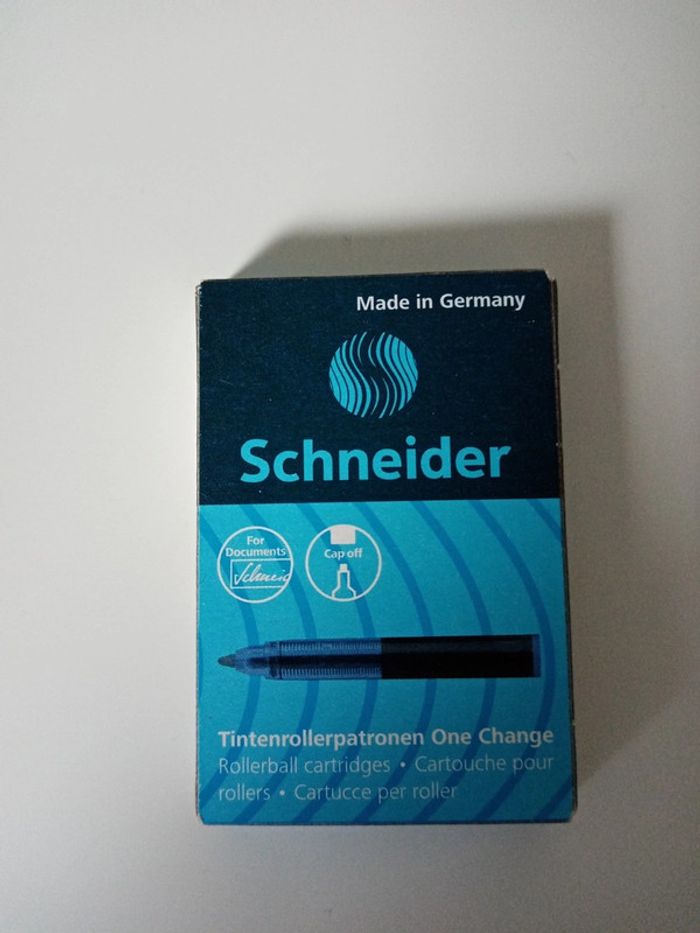 Made in Germany
Schneider
For
Documents
Cap off
Tintenrollerpatronen One Change
Rollerball cartridges • Cartouche pour
rollers • Cartucce per roller